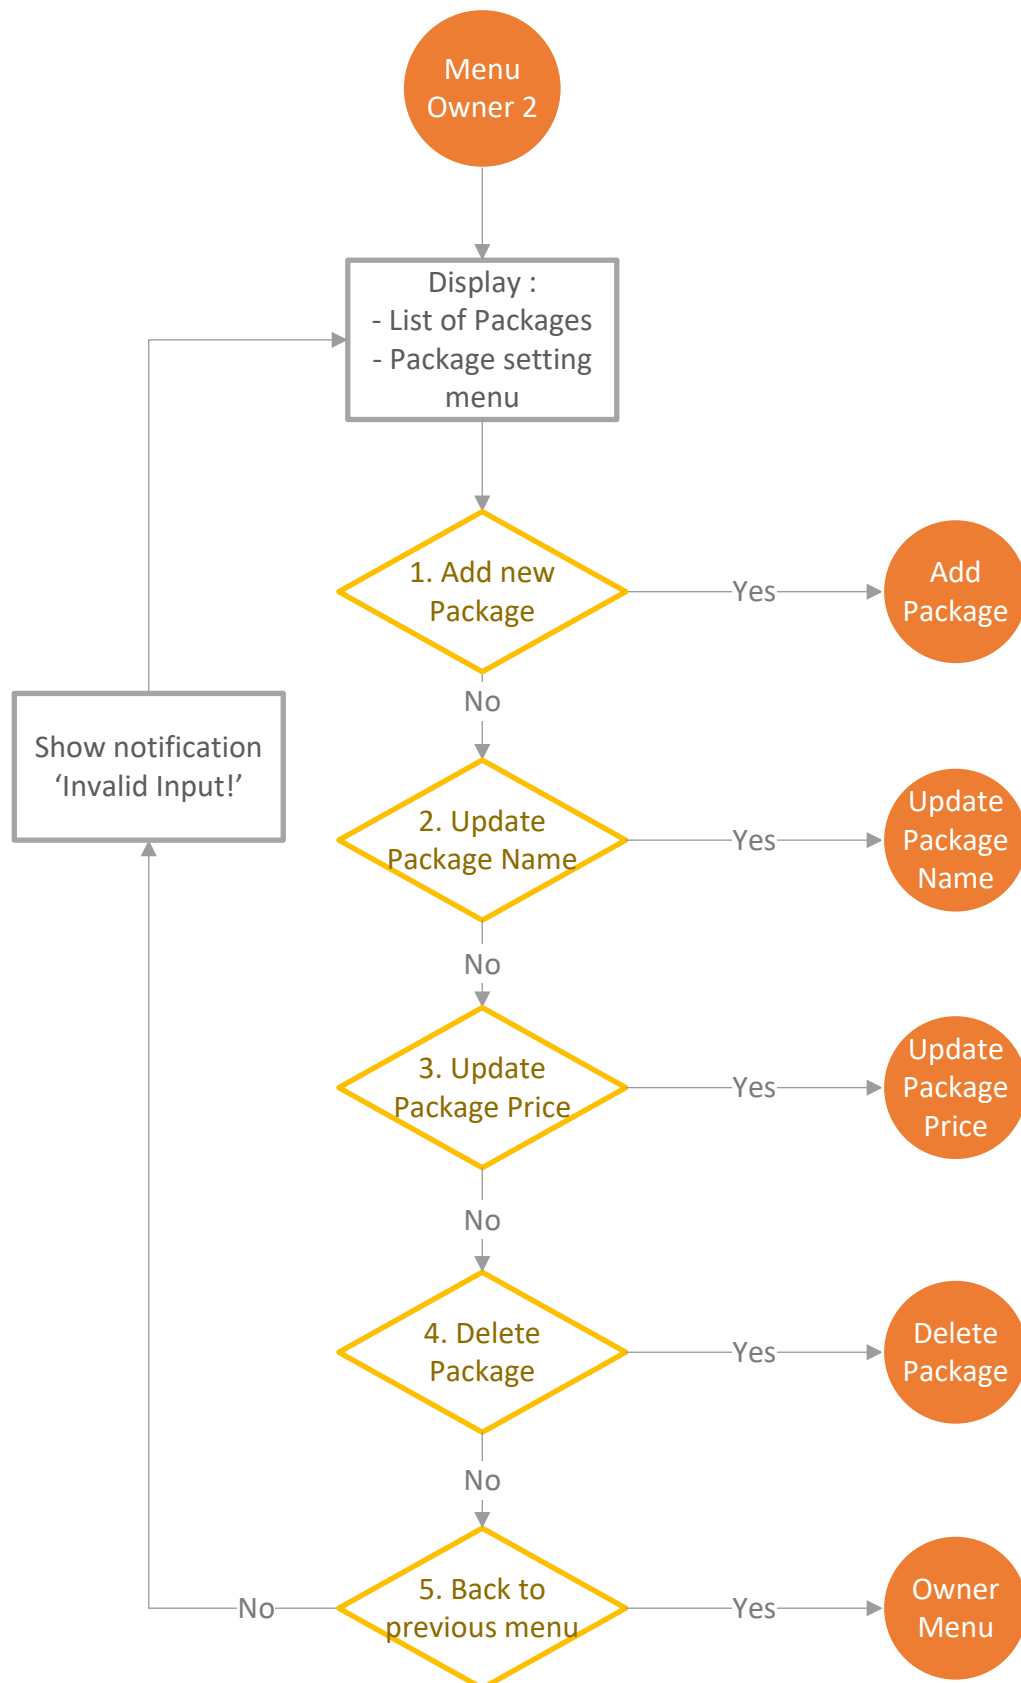 Menu
Owner 2
Display :
- List of Packages
- Package setting
menu
1. Add new
Package
Yes
Add
Package
No
Show notification
‘Invalid Input!’
2. Update
Package Name
Yes
Update
Package
Name
No
3. Update
Package Price
Yes
Update
Package
Price
No
4. Delete
Package
Yes
Delete
Package
No
5. Back to
previous menu
No
Yes
Owner
Menu